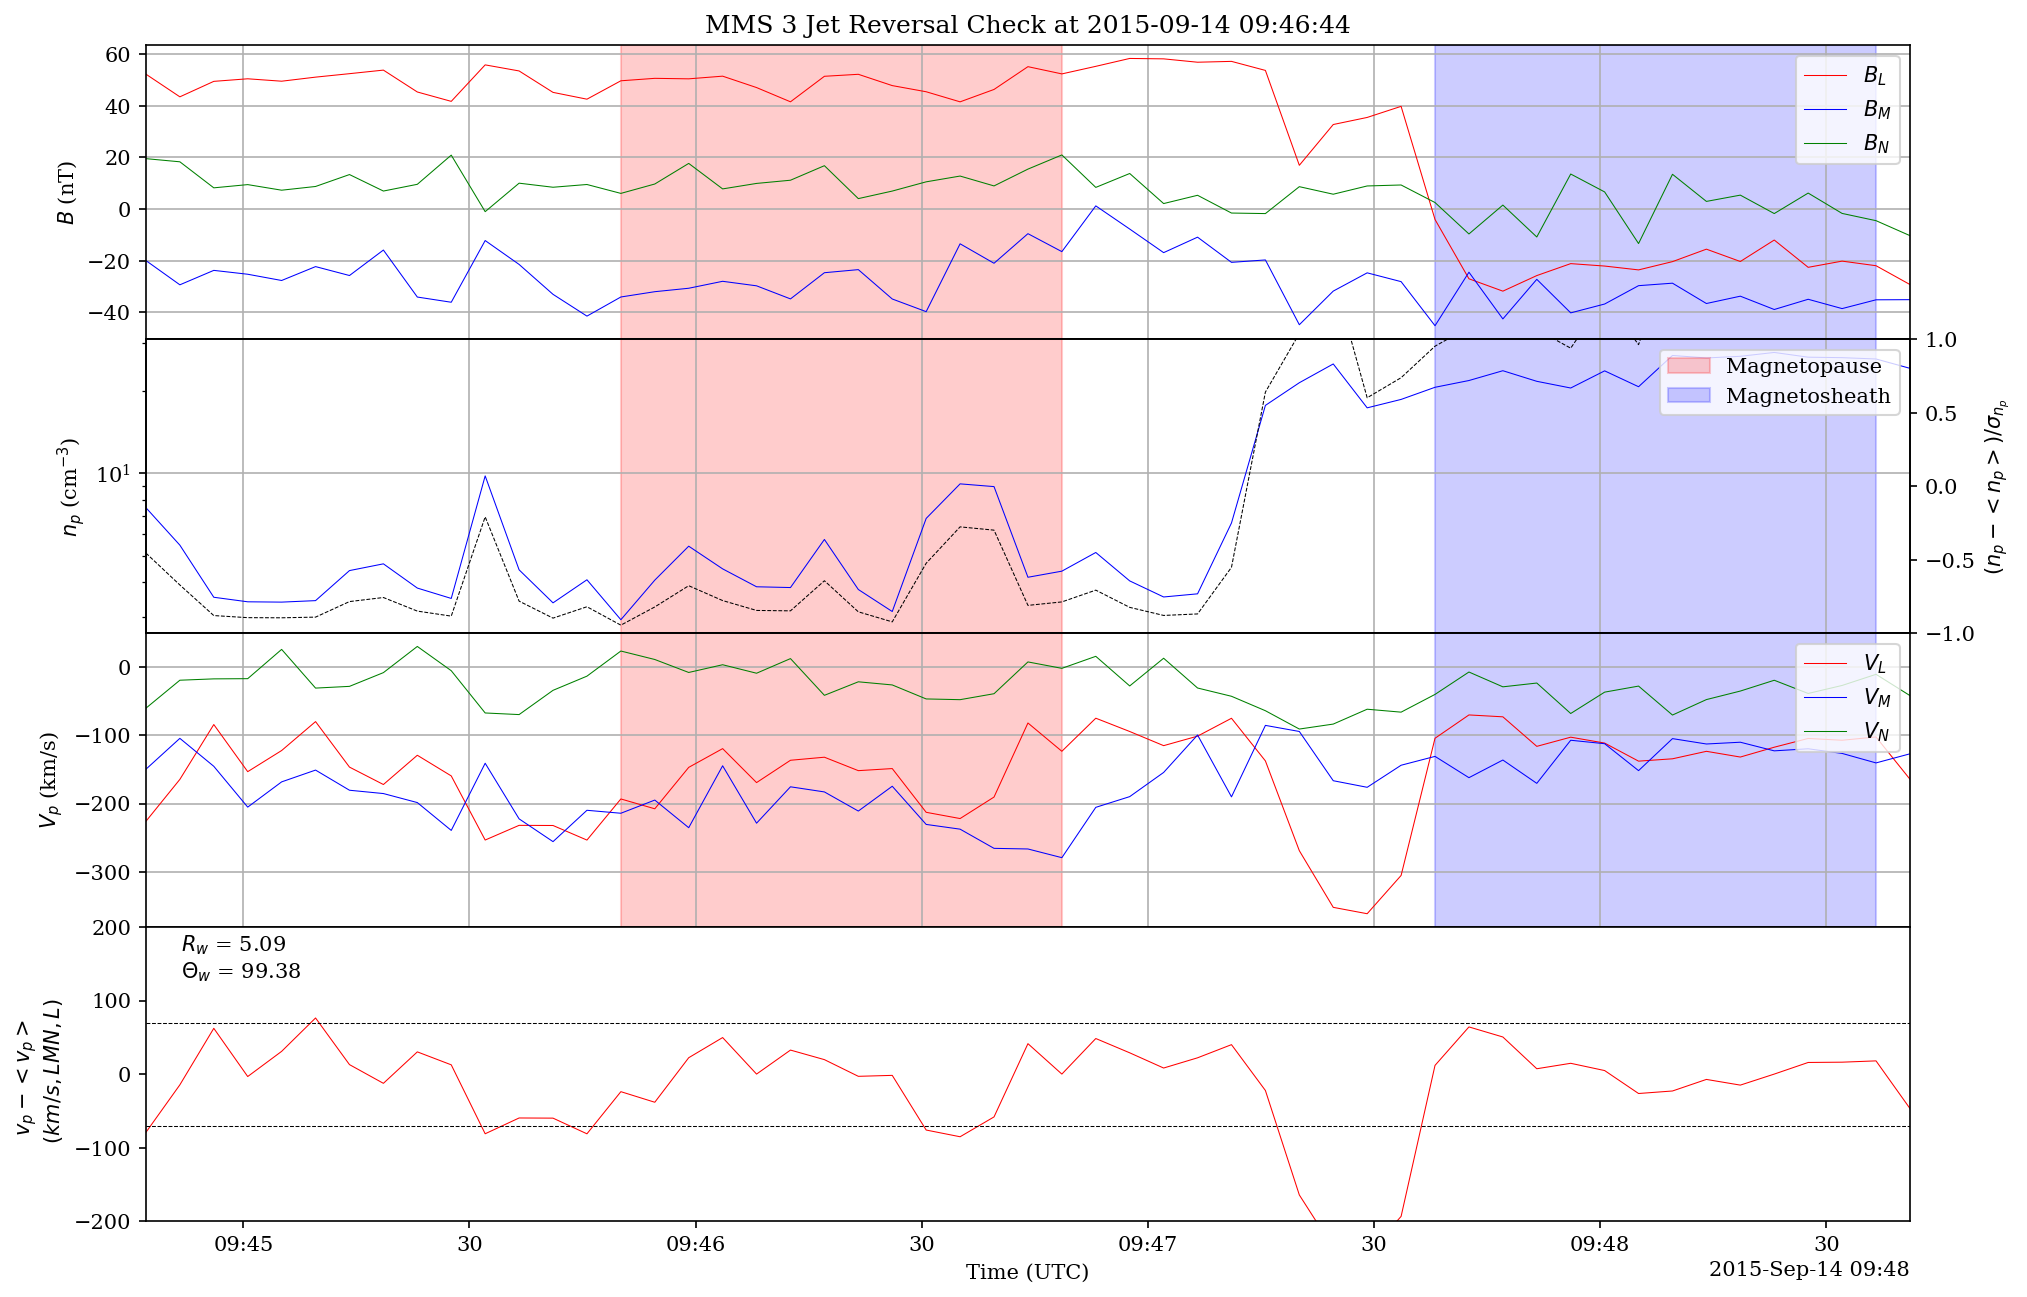 MMS 3 Jet Reversal Check at 2015-09-14 09:46:44
60
40
20
0
−20
−40
B (nT)
B_L
B_M
B_N
10^1
n_p (cm^−3)
Magnetopause
Magnetosheath
1.0
0.5
0.0
−0.5
−1.0
(n_p − < n_p > )/σ_{n_p}
0
−100
−200
−300
V_p (km/s)
V_L
V_M
V_N
200
100
0
−100
−200
v_p − < v_p >
(km/s, LMN, L)
R_w = 5.09
Θ_w = 99.38
09:45
30
09:46
30
09:47
30
09:48
30
Time (UTC)
2015-Sep-14 09:48